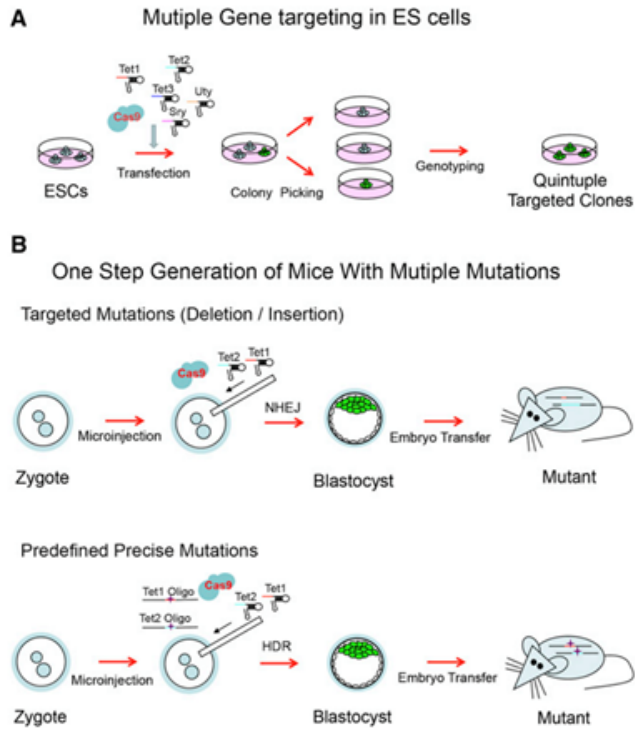 A
Mutiple Gene targeting in ES cells
Tet1
Tet2
Tet3
Uty
Sry
Cas9
ESCs
Transfection
Colony Picking
Genotyping
Quintuple
Targeted Clones
B
One Step Generation of Mice With Mutiple Mutations
Targeted Mutations (Deletion / Insertion)
Cas9
Tet2
Tet1
Microinjection
NHEJ
Embryo Transfer
Zygote
Blastocyst
Mutant
Predefined Precise Mutations
Tet1 Oligo
Cas9
Tet2
Tet1
Tet2 Oligo
Microinjection
HDR
Embryo Transfer
Zygote
Blastocyst
Mutant